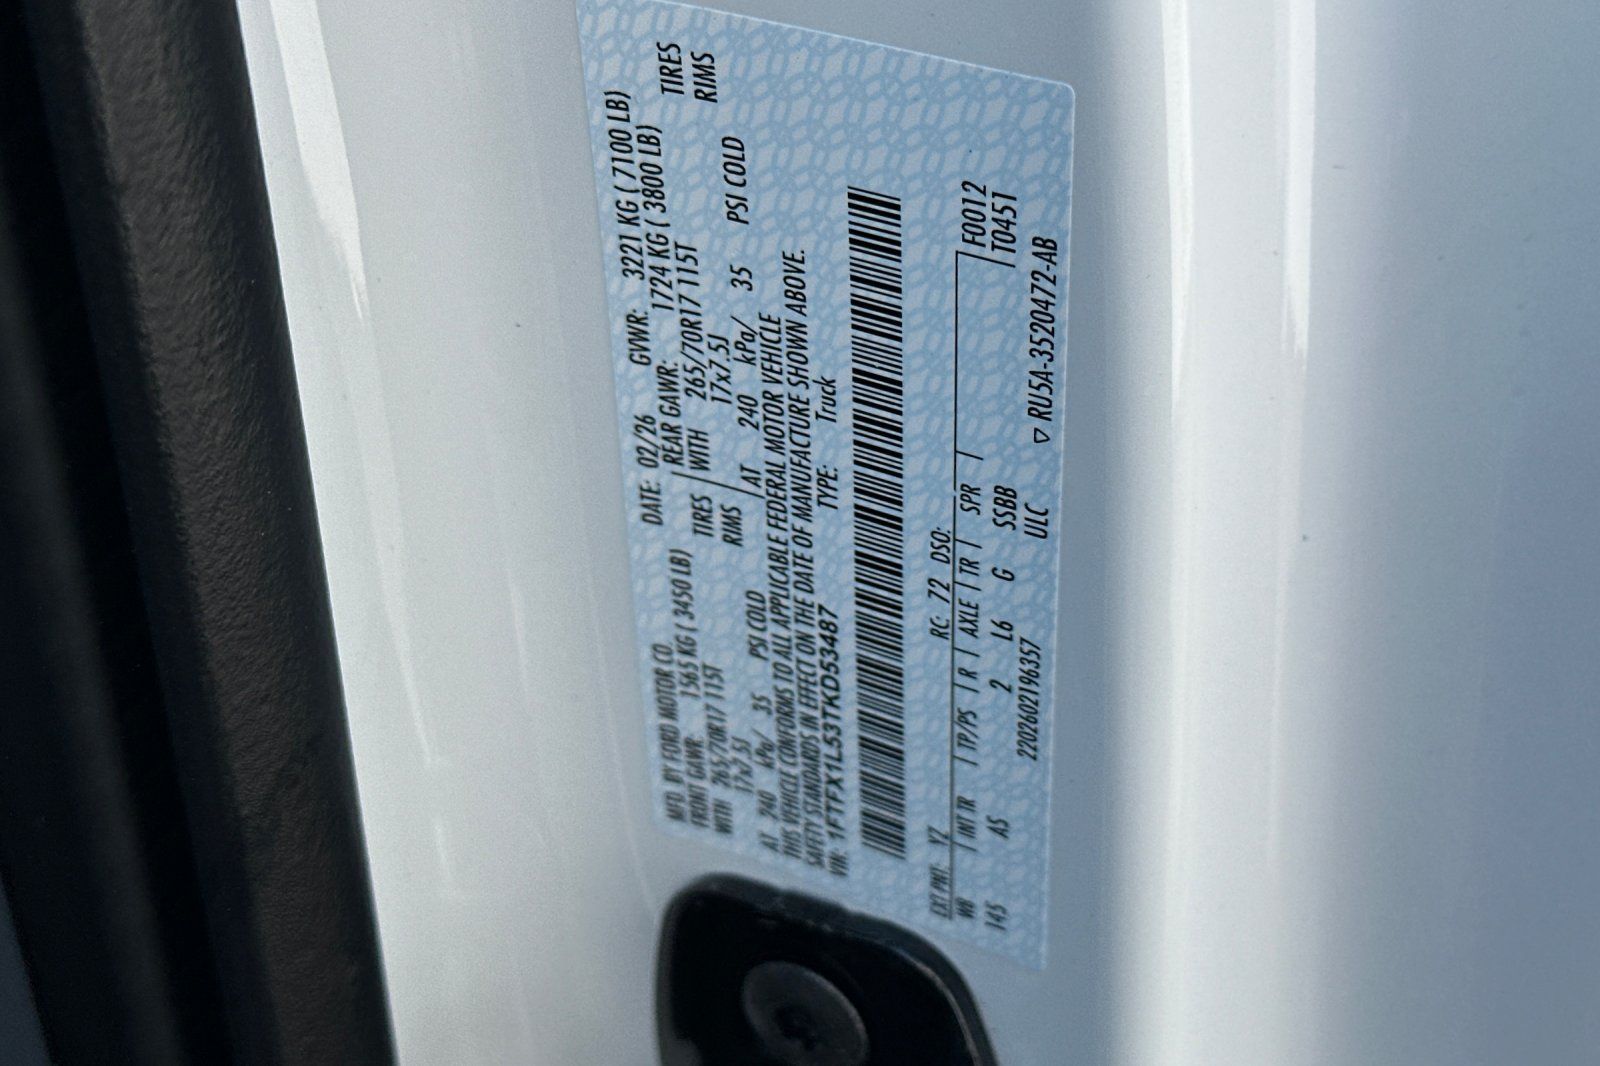 MFD. BY FORD MOTOR CO.
DATE: 02/26 GVWR: 3221 KG ( 7100 LB)
FRONT GAWR: 1565 KG ( 3450 LB) REAR GAWR: 1724 KG ( 3800 LB)
WITH 265/70R17 115T TIRES WITH 265/70R17 115T TIRES
17x7.5J RIMS 17x7.5J RIMS
AT 240 kPa/ 35 PSI COLD AT 240 kPa/ 35 PSI COLD
THIS VEHICLE CONFORMS TO ALL APPLICABLE FEDERAL MOTOR VEHICLE
SAFETY STANDARDS IN EFFECT ON THE DATE OF MANUFACTURE SHOWN ABOVE.
VIN: 1FTFX1L53TKD53487 TYPE: Truck
EXT PNT: YZ RC: 72 DSO: F0012
WB INT TR TP/PS R AXLE TR SPR T0451
145 AS 2 L6 G SSBB
2202602196357 ULC ▽ RU5A-3520472-AB